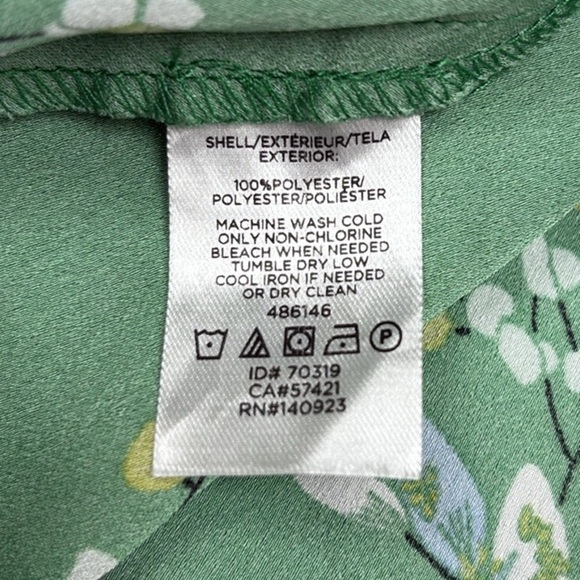 SHELL/EXTÉRIEUR/TELA
EXTERIOR:
100%POLYESTER/
POLYESTER/POLIÉSTER
MACHINE WASH COLD
ONLY NON-CHLORINE
BLEACH WHEN NEEDED
TUMBLE DRY LOW
COOL IRON IF NEEDED
OR DRY CLEAN
486146
P
ID# 70319
CA#57421
RN#140923